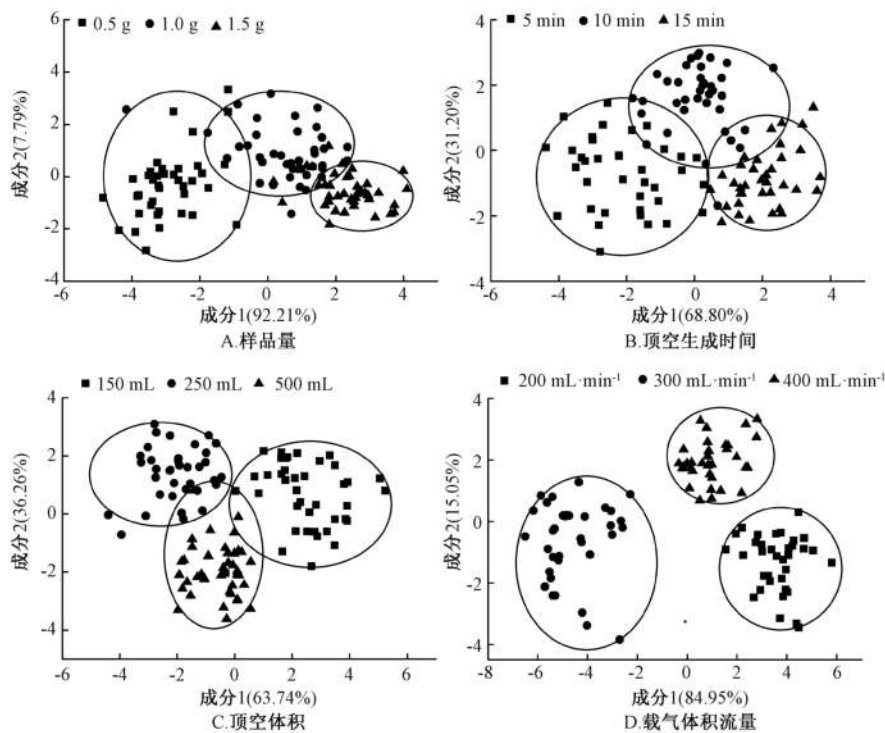 ■ 0.5 g ● 1.0 g ▲ 1.5 g
6
4
2
0
-2
-4
成分2(7.79%)
-6 -4 -2 0 2 4
成分1(92.21%)
A.样品量
■ 5 min ● 10 min ▲ 15 min
4
2
0
-2
-4
成分2(31.20%)
-6 -4 -2 0 2 4
成分1(68.80%)
B.顶空生成时间
■ 150 mL ● 250 mL ▲ 500 mL
4
2
0
-2
-4
成分2(36.26%)
-6 -4 -2 0 2 4 6
成分1(63.74%)
C.顶空体积
■ 200 mL·min⁻¹ ● 300 mL·min⁻¹ ▲ 400 mL·min⁻¹
4
2
0
-2
-4
成分2(15.05%)
-8 -6 -4 -2 0 2 4 6 8
成分1(84.95%)
D.载气体积流量